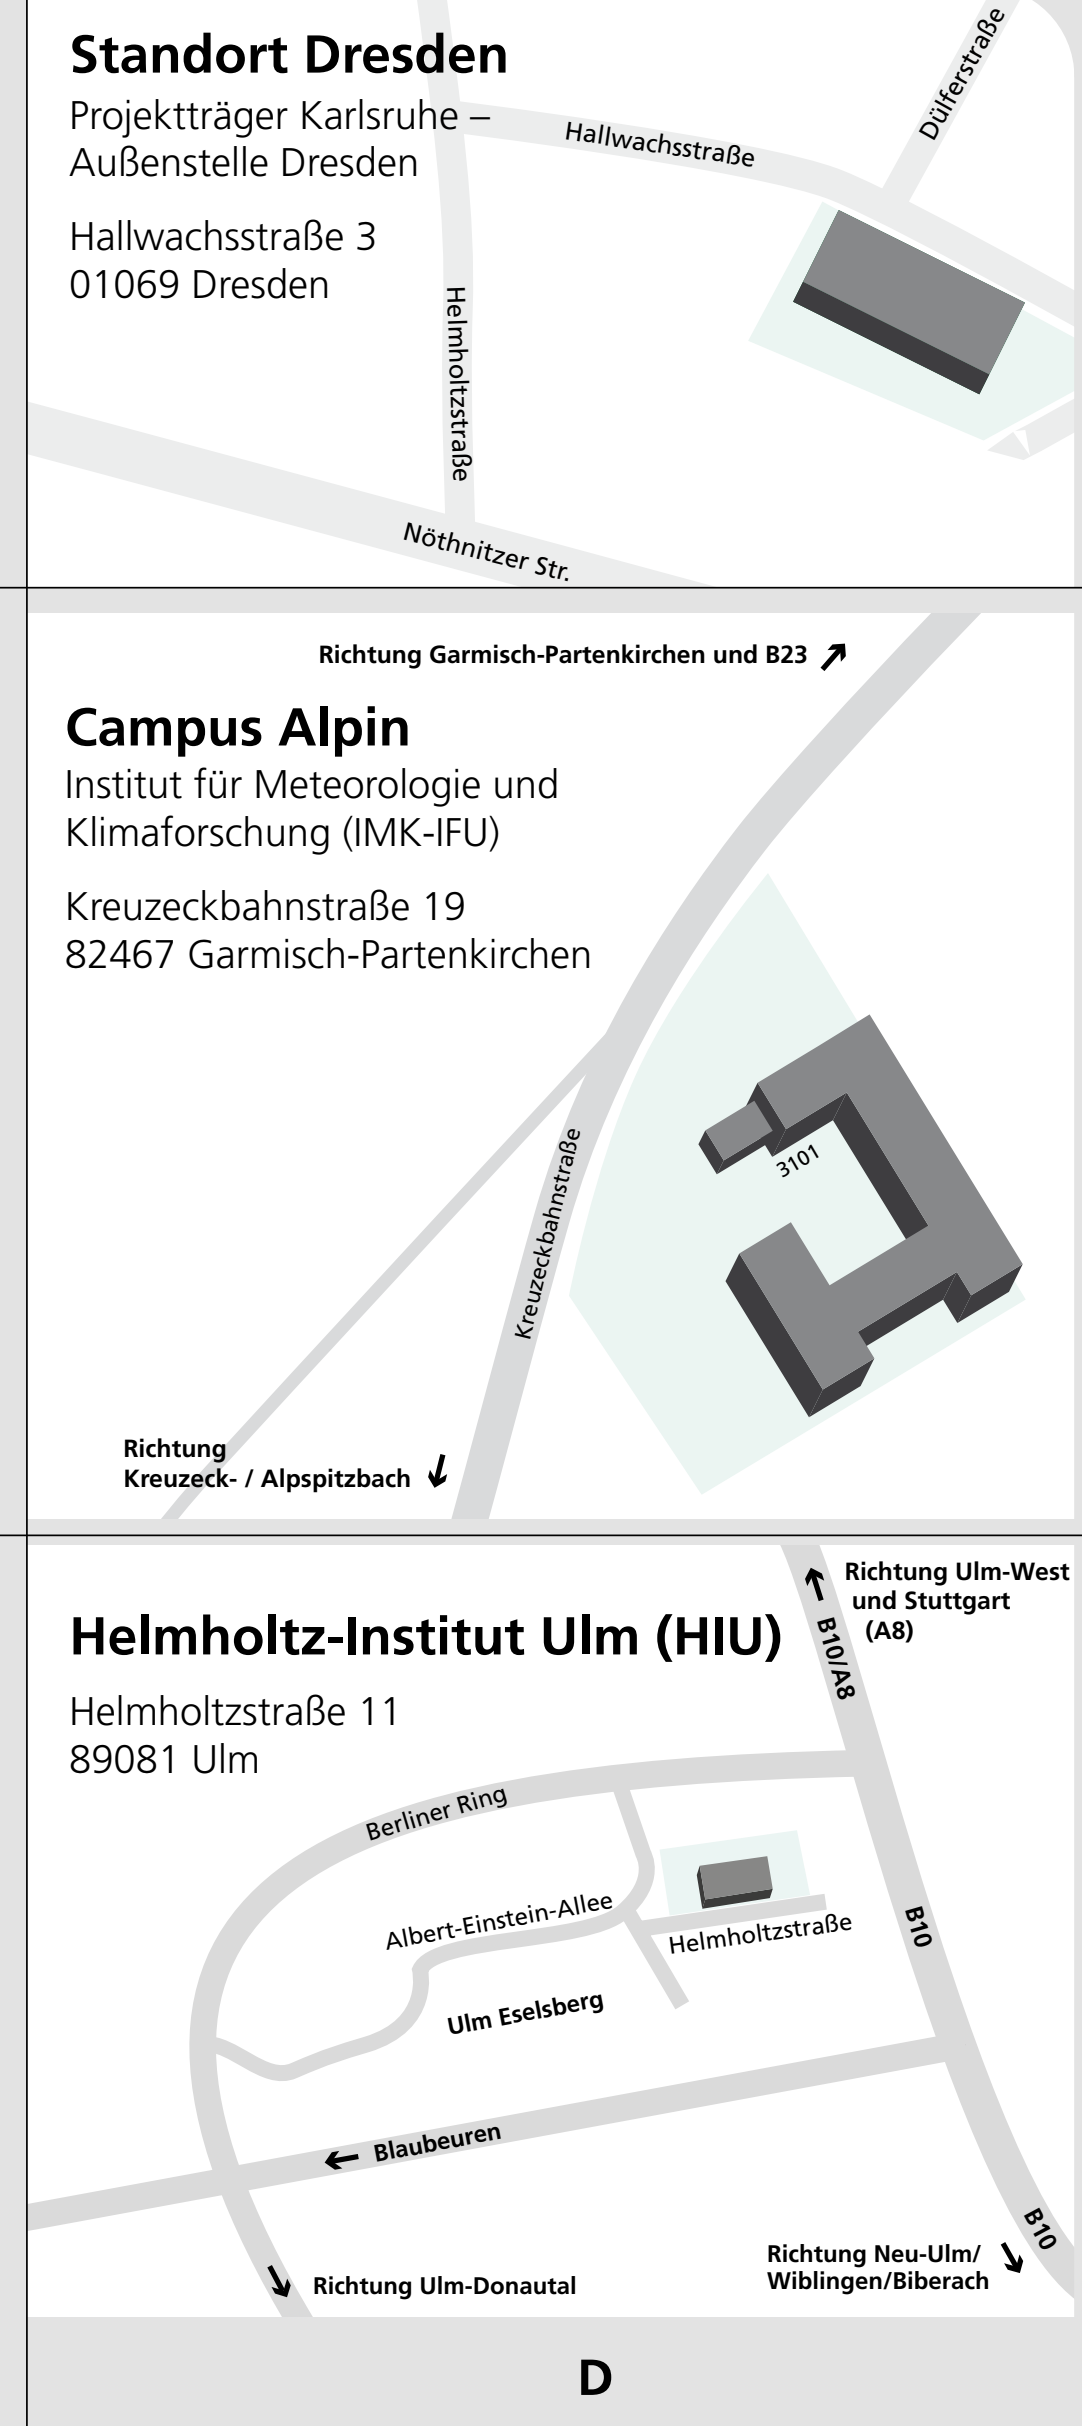 Standort Dresden
Projektträger Karlsruhe –
Außenstelle Dresden
Hallwachsstraße 3
01069 Dresden
Hallwachsstraße
Dülferstraße
Helmholtzstraße
Nöthnitzer Str.
Richtung Garmisch-Partenkirchen und B23
Campus Alpin
Institut für Meteorologie und
Klimaforschung (IMK-IFU)
Kreuzeckbahnstraße 19
82467 Garmisch-Partenkirchen
3101
Kreuzeckbahnstraße
Richtung
Kreuzeck- / Alpspitzbach
Richtung Ulm-West
und Stuttgart
(A8)
B10/A8
Helmholtz-Institut Ulm (HIU)
Helmholtzstraße 11
89081 Ulm
Berliner Ring
Albert-Einstein-Allee
Helmholtzstraße
B10
Ulm Eselsberg
Blaubeuren
B10
Richtung Neu-Ulm/
Wiblingen/Biberach
Richtung Ulm-Donautal
D